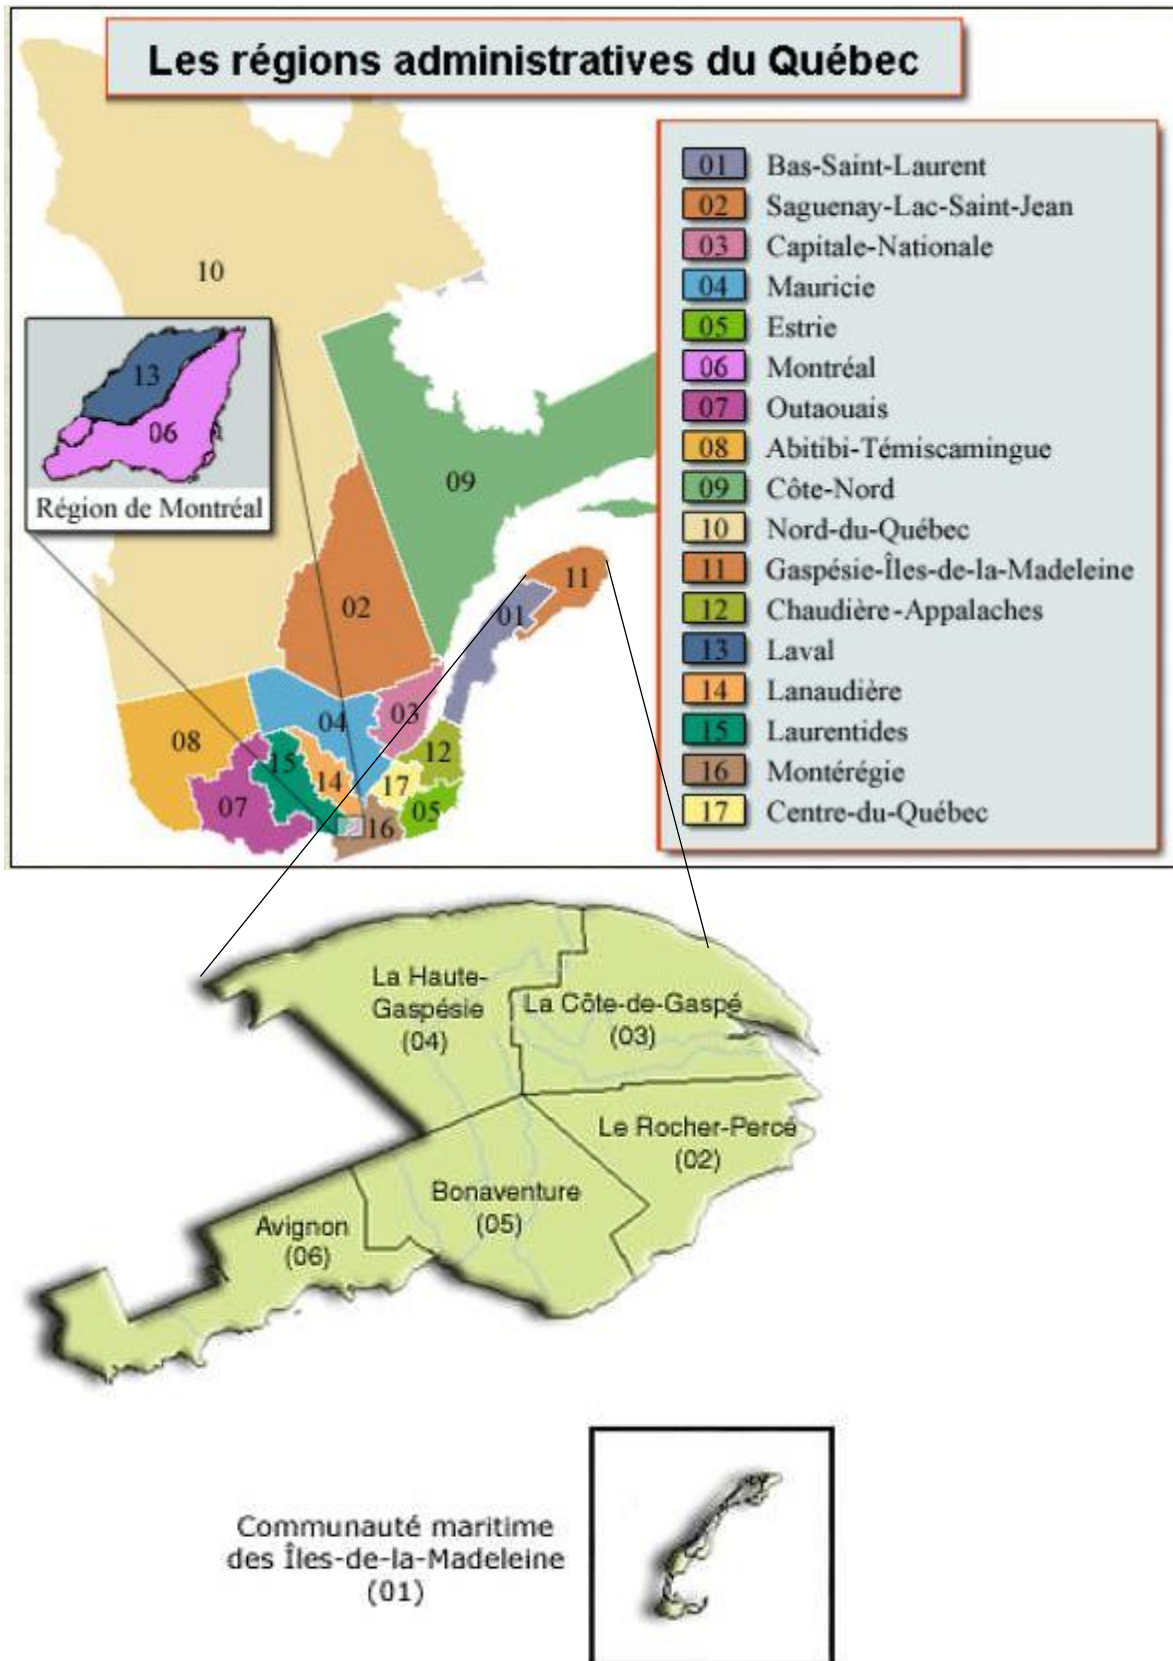 Les régions administratives du Québec
01 Bas-Saint-Laurent
02 Saguenay-Lac-Saint-Jean
03 Capitale-Nationale
04 Mauricie
05 Estrie
06 Montréal
07 Outaouais
08 Abitibi-Témiscamingue
09 Côte-Nord
10 Nord-du-Québec
11 Gaspésie-Îles-de-la-Madeleine
12 Chaudière-Appalaches
13 Laval
14 Lanaudière
15 Laurentides
16 Montérégie
17 Centre-du-Québec
10
13
06
Région de Montréal
09
11
02
01
03
04
08
12
15
14
17
07
05
16
La Haute-
Gaspésie
(04)
La Côte-de-Gaspé
(03)
Le Rocher-Percé
(02)
Bonaventure
(05)
Avignon
(06)
Communauté maritime
des Îles-de-la-Madeleine
(01)